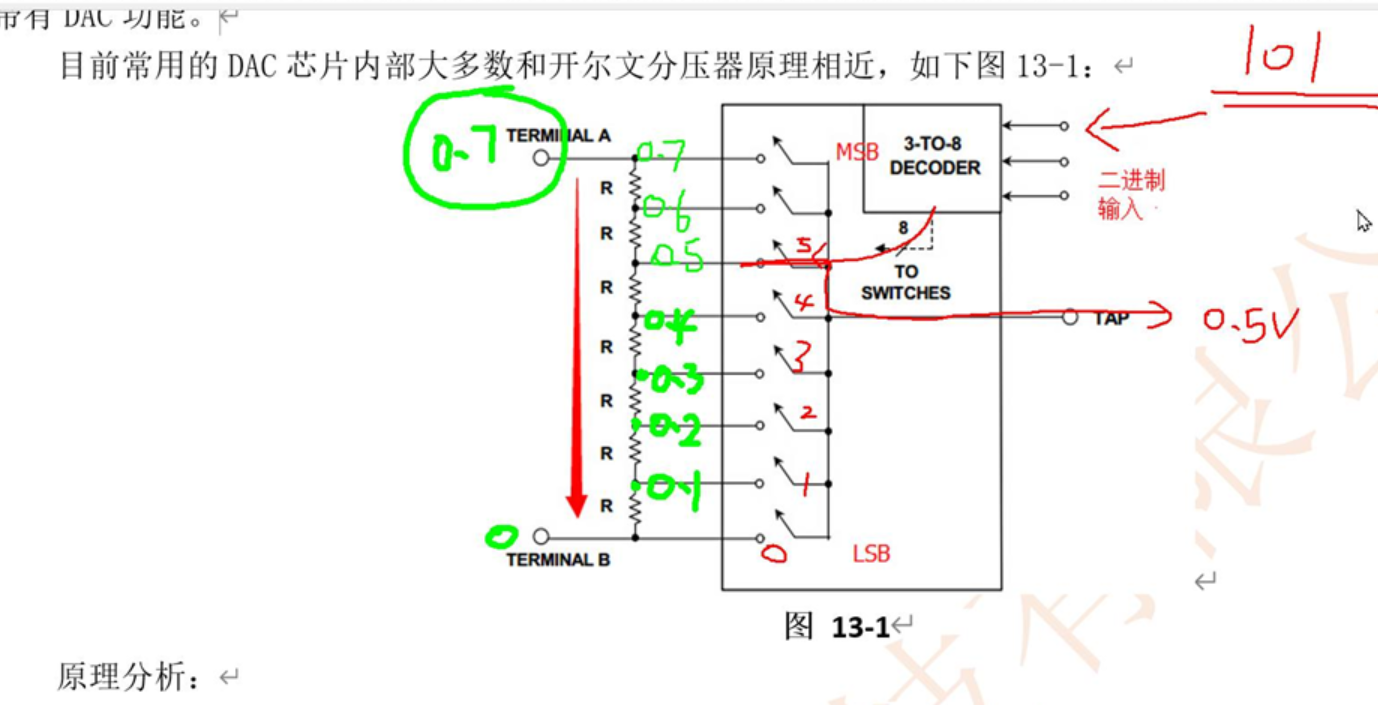 带有 DAC 功能。
目前常用的 DAC 芯片内部大多数和开尔文分压器原理相近，如下图 13-1：
101
0.7
TERMINAL A
0.7
MSB
3-TO-8
DECODER
二进制
输入
R
0.6
R
0.5
5
8
TO
SWITCHES
R
0.4
4
TAP
0.5V
R
0.3
3
R
0.2
2
R
0.1
1
R
0
TERMINAL B
0
LSB
图 13-1
原理分析：